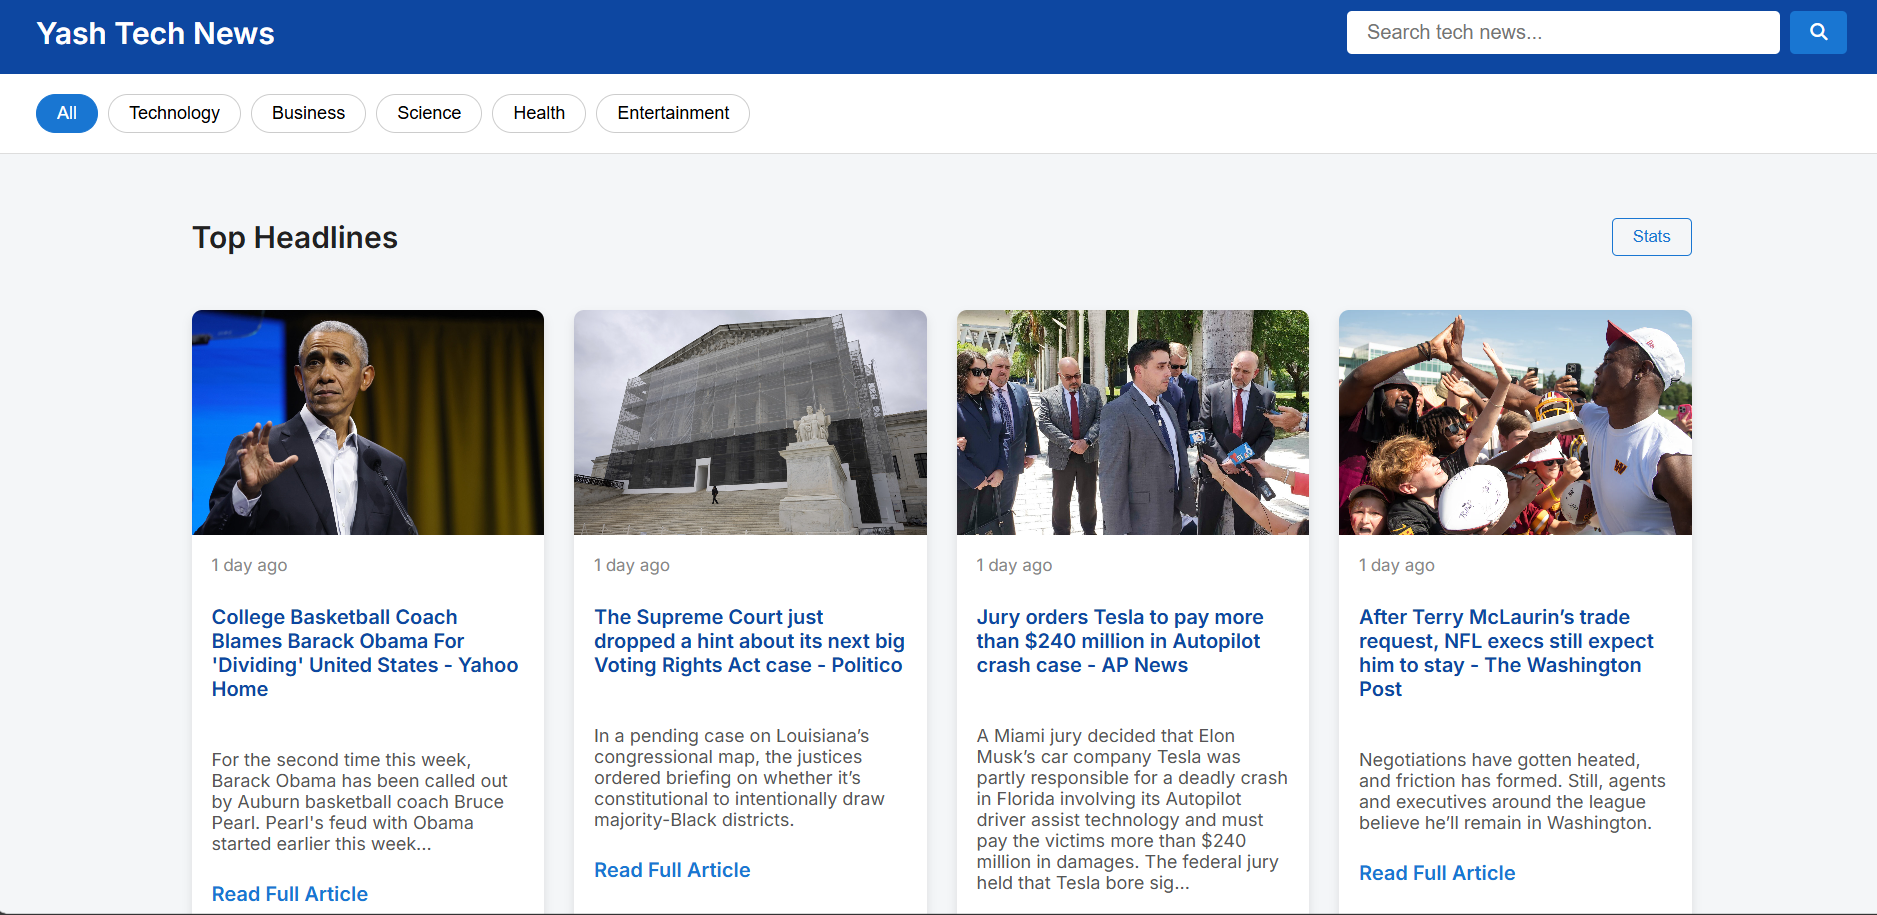 Yash Tech News
Search tech news...
All
Technology
Business
Science
Health
Entertainment
Top Headlines
Stats
1 day ago
College Basketball Coach
Blames Barack Obama For
'Dividing' United States - Yahoo
Home
For the second time this week,
Barack Obama has been called out
by Auburn basketball coach Bruce
Pearl. Pearl's feud with Obama
started earlier this week...
Read Full Article
1 day ago
The Supreme Court just
dropped a hint about its next big
Voting Rights Act case - Politico
In a pending case on Louisiana’s
congressional map, the justices
ordered briefing on whether it’s
constitutional to intentionally draw
majority-Black districts.
Read Full Article
1 day ago
Jury orders Tesla to pay more
than $240 million in Autopilot
crash case - AP News
A Miami jury decided that Elon
Musk’s car company Tesla was
partly responsible for a deadly crash
in Florida involving its Autopilot
driver assist technology and must
pay the victims more than $240
million in damages. The federal jury
held that Tesla bore sig...
1 day ago
After Terry McLaurin’s trade
request, NFL execs still expect
him to stay - The Washington
Post
Negotiations have gotten heated,
and friction has formed. Still, agents
and executives around the league
believe he’ll remain in Washington.
Read Full Article